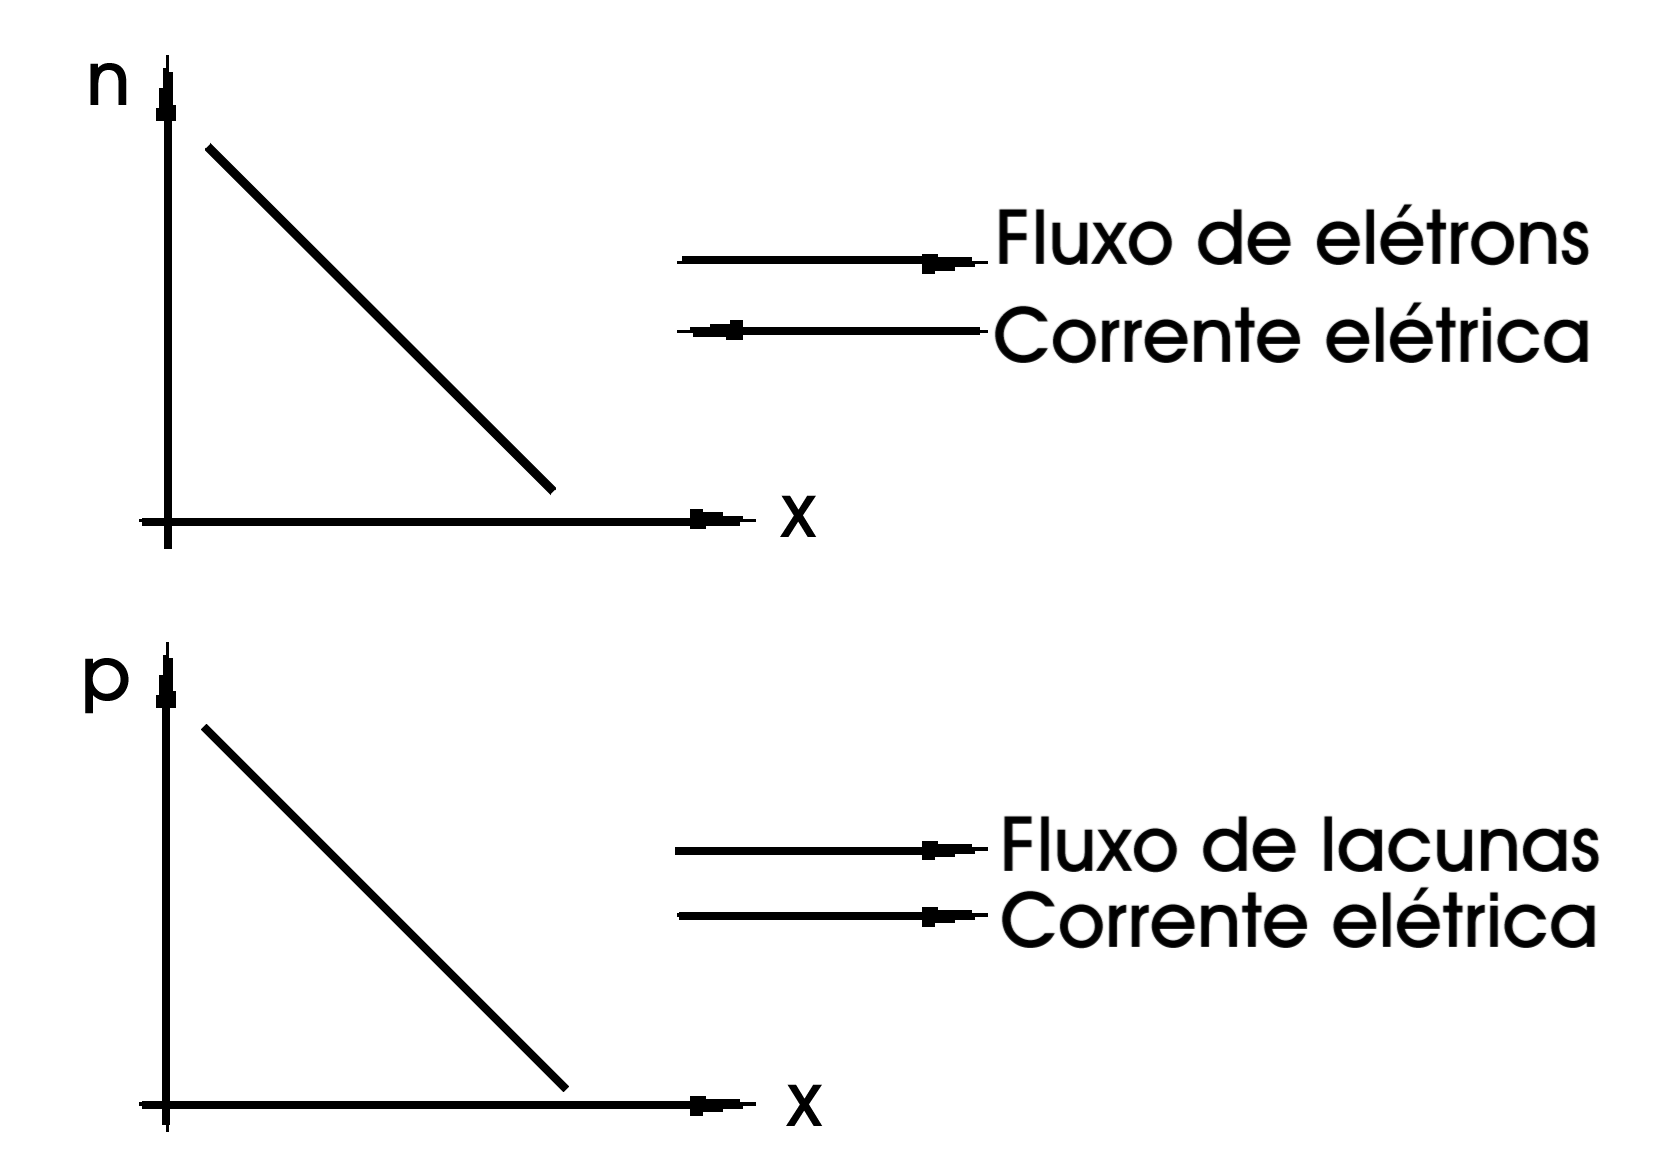 n
Fluxo de elétrons
Corrente elétrica
x
p
Fluxo de lacunas
Corrente elétrica
x